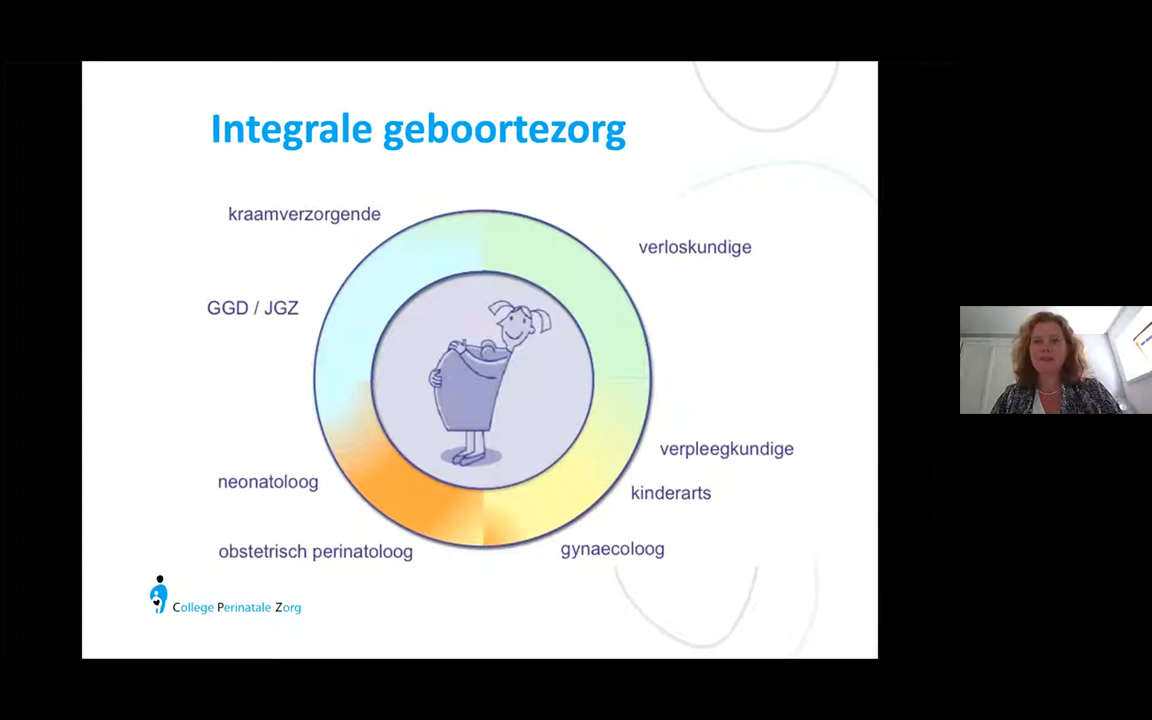 Integrale geboortezorg
kraamverzorgende
verloskundige
GGD / JGZ
verpleegkundige
neonatoloog
kinderarts
obstetrisch perinatoloog
gynaecoloog
College Perinatale Zorg